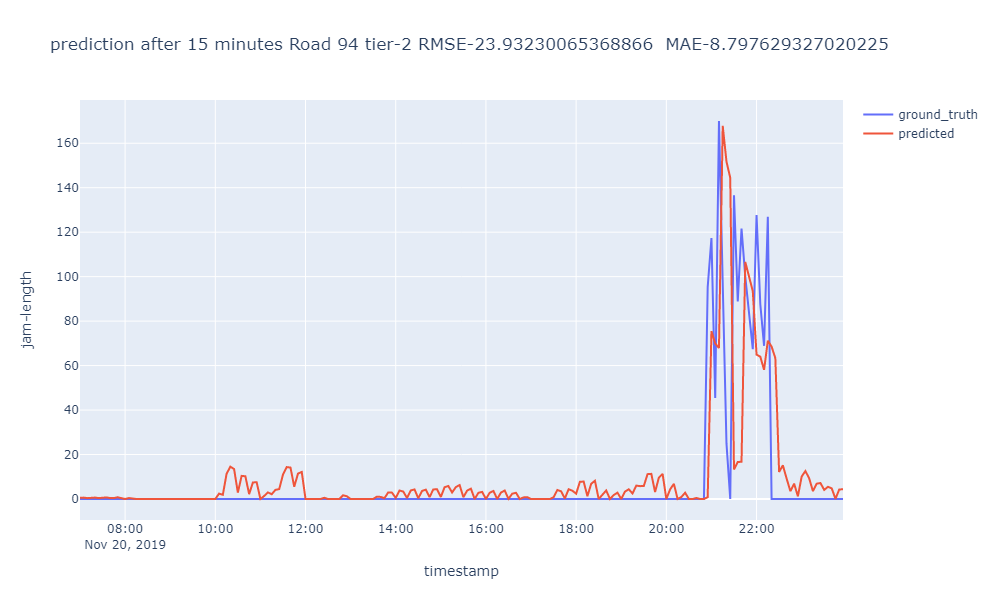 prediction after 15 minutes Road 94 tier-2 RMSE-23.93230065368866  MAE-8.797629327020225
ground_truth
predicted
160
140
120
100
80
60
40
20
0
jam-length
08:00 10:00 12:00 14:00 16:00 18:00 20:00 22:00
Nov 20, 2019
timestamp